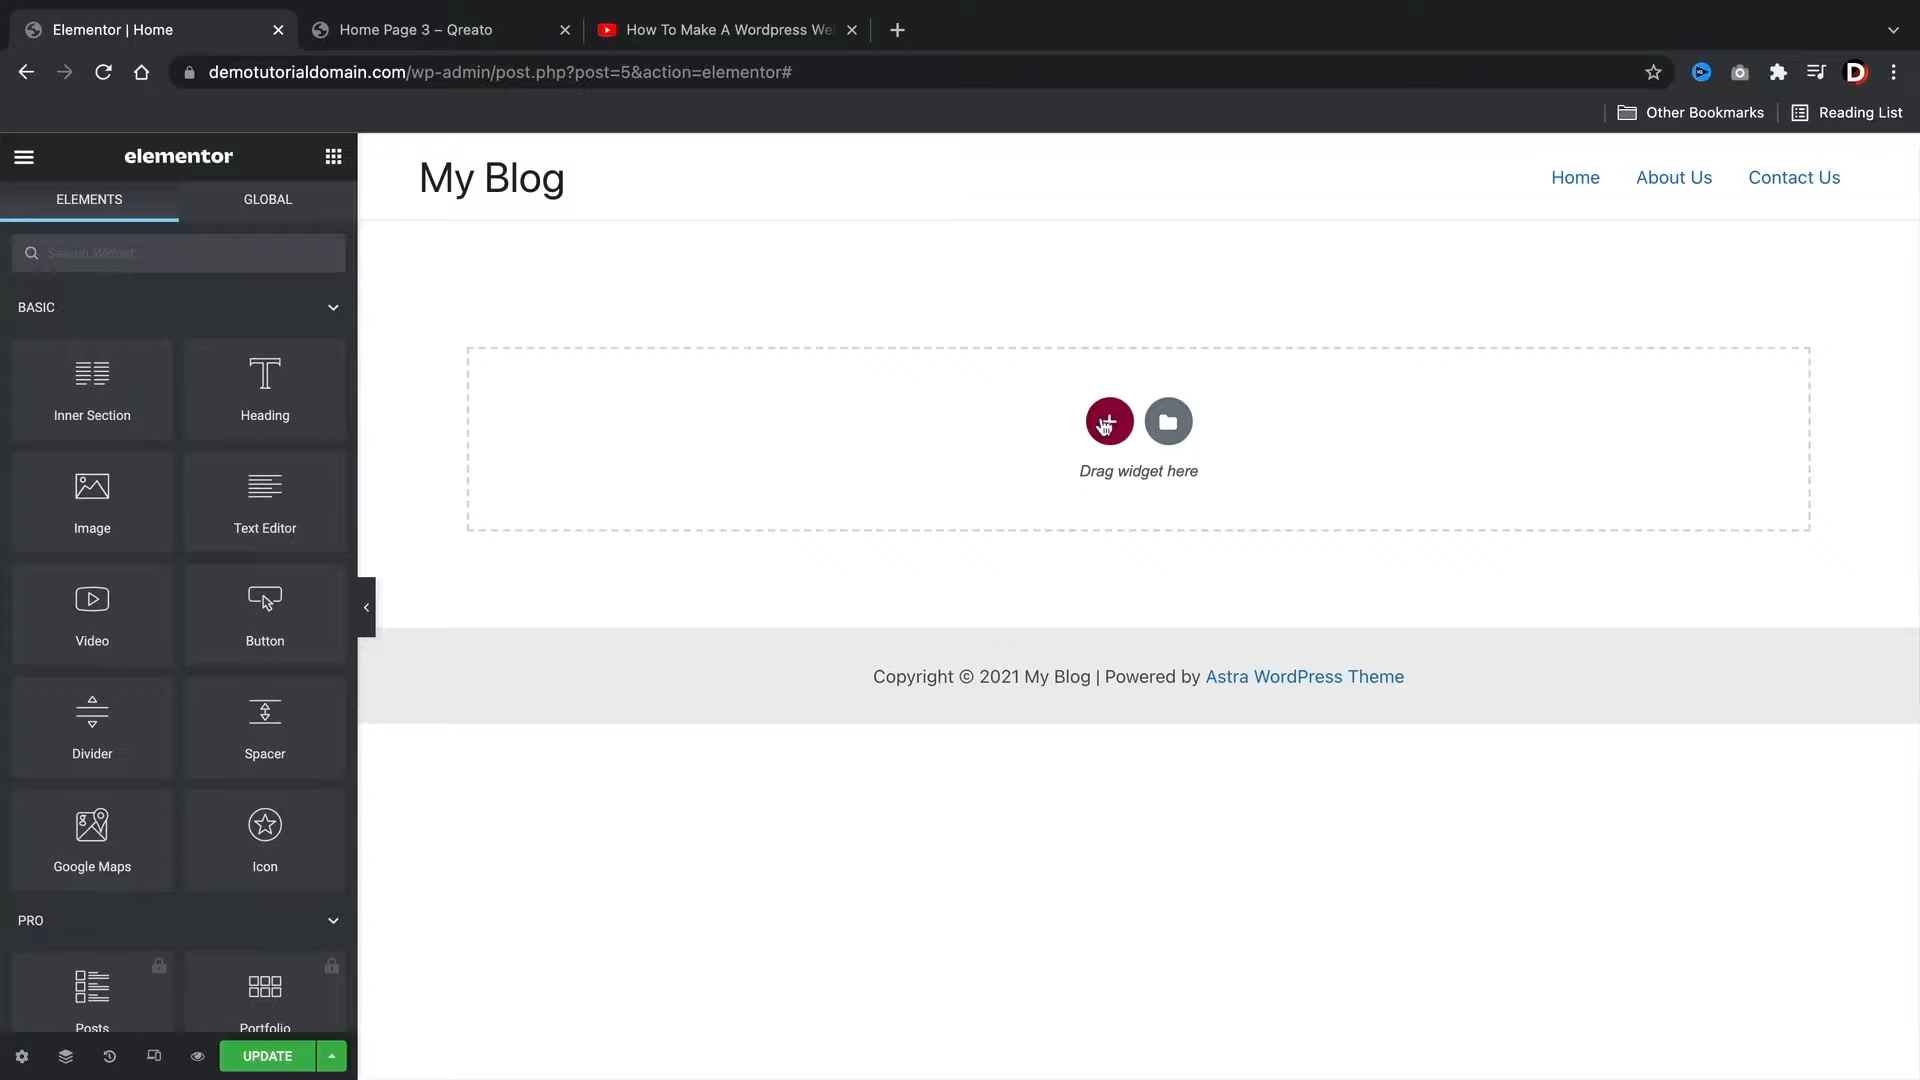 Elementor | Home
Home Page 3 – Qreato
How To Make A Wordpress We
demotutorialdomain.com/wp-admin/post.php?post=5&action=elementor#
Other Bookmarks
Reading List
elementor
ELEMENTS
GLOBAL
Search Widget...
BASIC
Inner Section
Heading
Image
Text Editor
Video
Button
Divider
Spacer
Google Maps
Icon
PRO
Posts
Portfolio
UPDATE
My Blog
Home
About Us
Contact Us
Drag widget here
Copyright © 2021 My Blog | Powered by Astra WordPress Theme